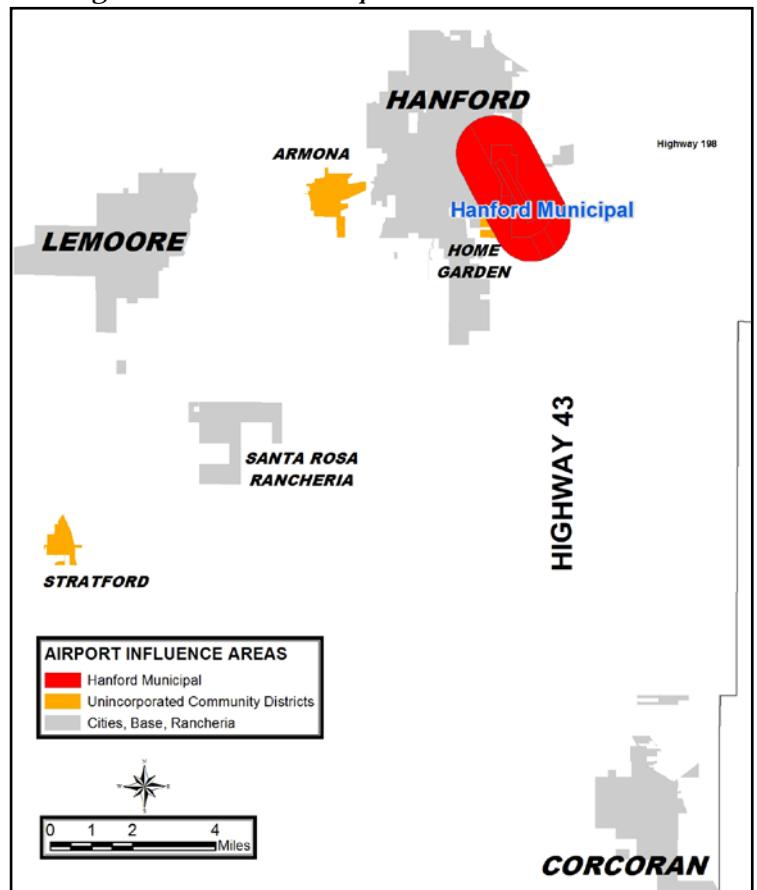 HANFORD
Highway 198
ARMONA
Hanford Municipal
LEMOORE
HOME
GARDEN
HIGHWAY 43
SANTA ROSA
RANCHERIA
STRATFORD
AIRPORT INFLUENCE AREAS
Hanford Municipal
Unincorporated Community Districts
Cities, Base, Rancheria
N
W E
S
0 1 2 4
Miles
CORCORAN